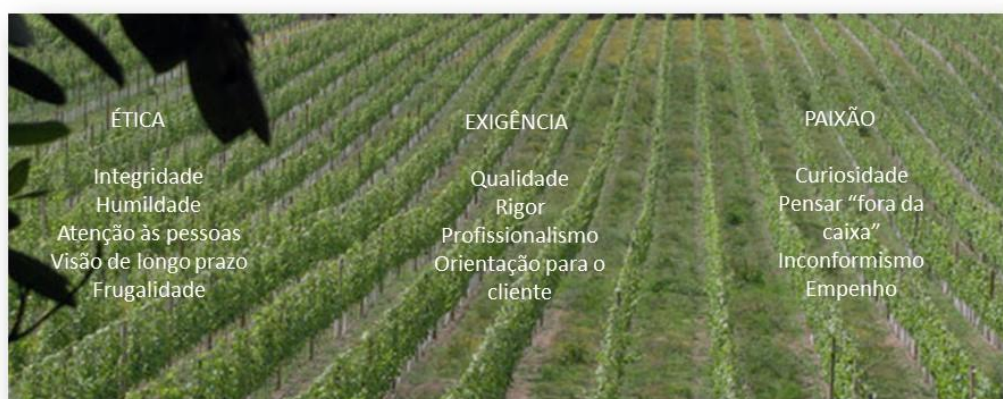 ÉTICA
Integridade
Humildade
Atenção às pessoas
Visão de longo prazo
Frugalidade
EXIGÊNCIA
Qualidade
Rigor
Profissionalismo
Orientação para o
cliente
PAIXÃO
Curiosidade
Pensar “fora da
caixa”
Inconformismo
Empenho